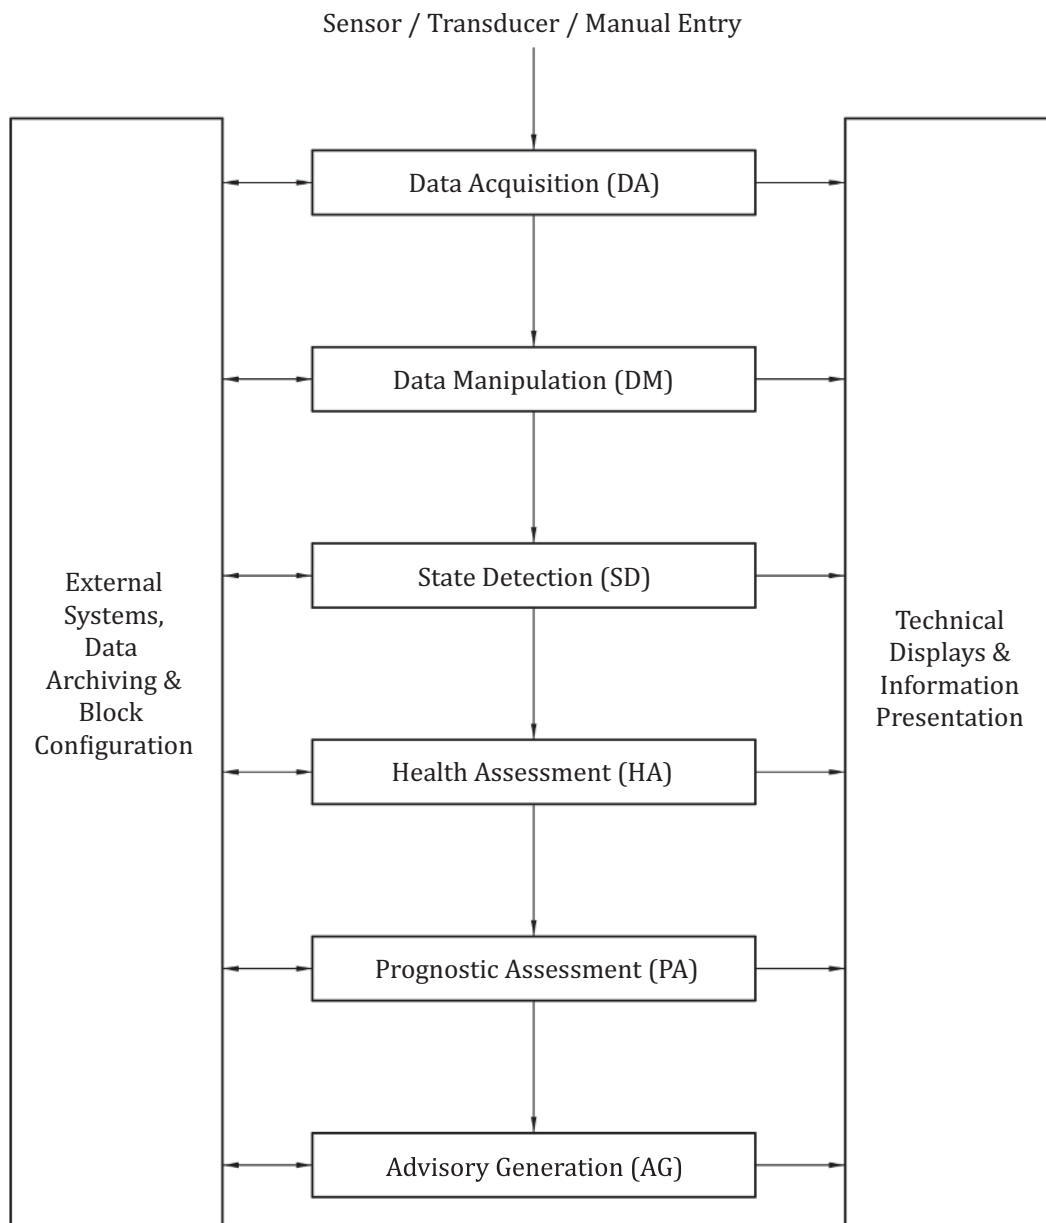 Sensor / Transducer / Manual Entry
Data Acquisition (DA)
Data Manipulation (DM)
State Detection (SD)
Health Assessment (HA)
Prognostic Assessment (PA)
Advisory Generation (AG)
External
Systems,
Data
Archiving &
Block
Configuration
Technical
Displays &
Information
Presentation